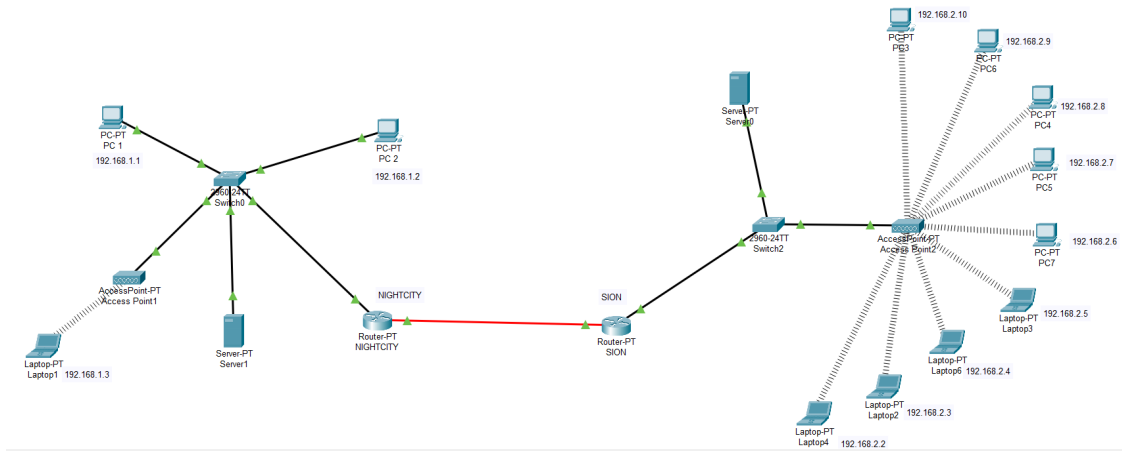 PC-PT
PC 1
192.168.1.1
PC-PT
PC 2
192.168.1.2
2960-24TT
Switch0
AccessPoint-PT
Access Point1
Laptop-PT
Laptop1
192.168.1.3
Server-PT
Server1
NIGHTCITY
Router-PT
NIGHTCITY
SION
Router-PT
SION
Server-PT
Server0
2960-24TT
Switch2
AccessPoint-PT
Access Point2
192.168.2.10
PC-PT
PC3
192.168.2.9
PC-PT
PC6
192.168.2.8
PC-PT
PC4
192.168.2.7
PC-PT
PC5
192.168.2.6
PC-PT
PC7
Laptop-PT
Laptop3
192.168.2.5
Laptop-PT
Laptop6
192.168.2.4
Laptop-PT
Laptop2
192.168.2.3
Laptop-PT
Laptop4
192.168.2.2